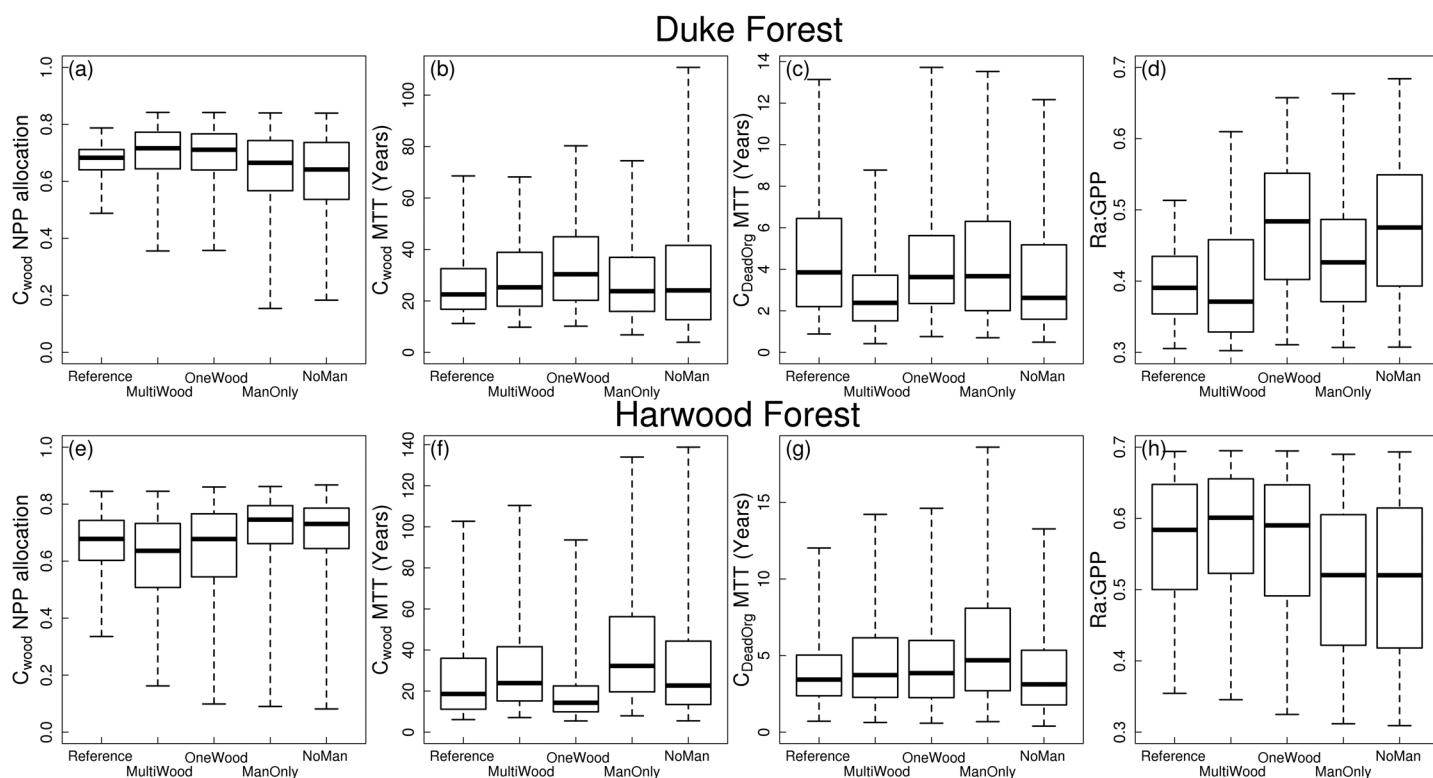 Duke Forest
(a)
C_wood NPP allocation
0.0 0.2 0.4 0.6 0.8 1.0
Reference MultiWood OneWood ManOnly NoMan
(b)
C_wood MTT (Years)
0 20 40 60 80 100
Reference MultiWood OneWood ManOnly NoMan
(c)
C_DeadOrg MTT (Years)
0 2 4 6 8 10 12 14
Reference MultiWood OneWood ManOnly NoMan
(d)
Ra:GPP
0.3 0.4 0.5 0.6 0.7
Reference MultiWood OneWood ManOnly NoMan
Harwood Forest
(e)
C_wood NPP allocation
0.0 0.2 0.4 0.6 0.8 1.0
Reference MultiWood OneWood ManOnly NoMan
(f)
C_wood MTT (Years)
0 20 40 60 80 100 120 140
Reference MultiWood OneWood ManOnly NoMan
(g)
C_DeadOrg MTT (Years)
0 5 10 15
Reference MultiWood OneWood ManOnly NoMan
(h)
Ra:GPP
0.3 0.4 0.5 0.6 0.7
Reference MultiWood OneWood ManOnly NoMan